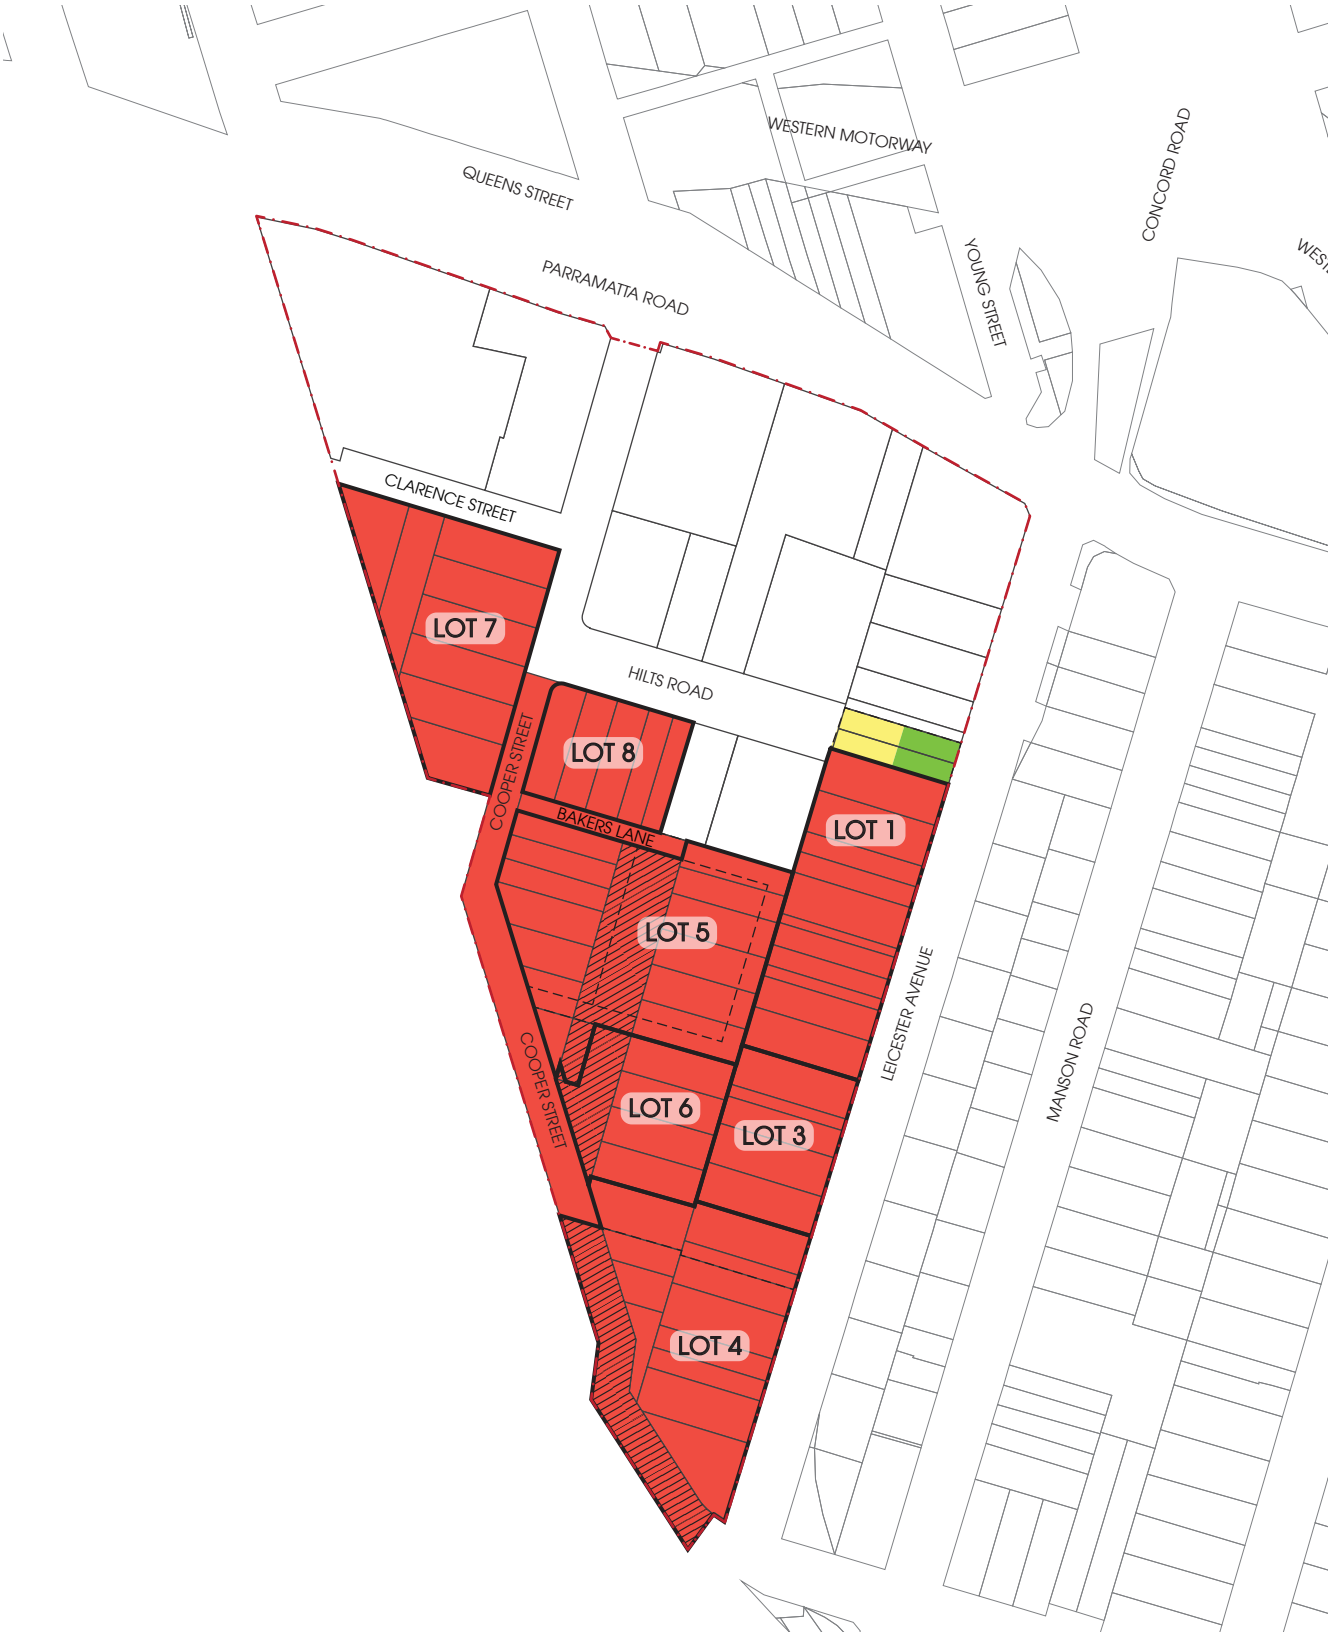 WESTERN MOTORWAY
CONCORD ROAD
QUEENS STREET
YOUNG STREET
PARRAMATTA ROAD
CLARENCE STREET
LOT 7
HILTS ROAD
COOPER STREET
LOT 8
BAKERS LANE
LOT 1
LOT 5
LEICESTER AVENUE
MANSON ROAD
COOPER STREET
LOT 6
LOT 3
LOT 4